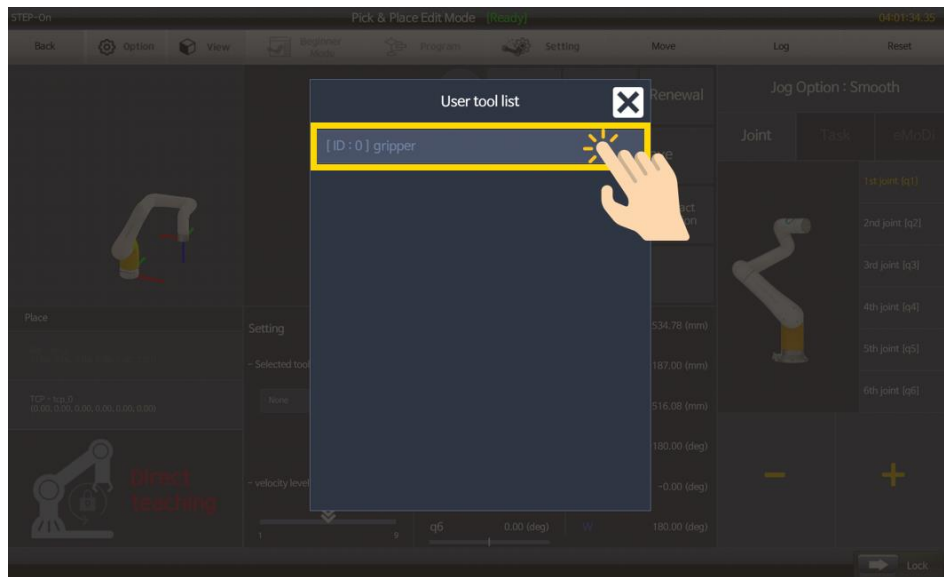 STEP-On
Pick & Place Edit Mode [Ready]
04:01:34:35
Back
Option
View
Beginner
Mode
Program
Setting
Move
Log
Reset
User tool list
[ ID : 0 ] gripper
Renewal
Jog Option : Smooth
Joint
Task
1st joint [q1]
2nd joint [q2]
3rd joint [q3]
4th joint [q4]
5th joint [q5]
6th joint [q6]
Place
TCP - tcp_0
(0.00, 0.00, 0.00, 0.00, 0.00, 0.00)
Direct
teaching
Setting
- Selected tool
None
- velocity level
1
9
534.78 (mm)
187.00 (mm)
516.08 (mm)
180.00 (deg)
-0.00 (deg)
q6
0.00 (deg)
W
180.00 (deg)
Lock